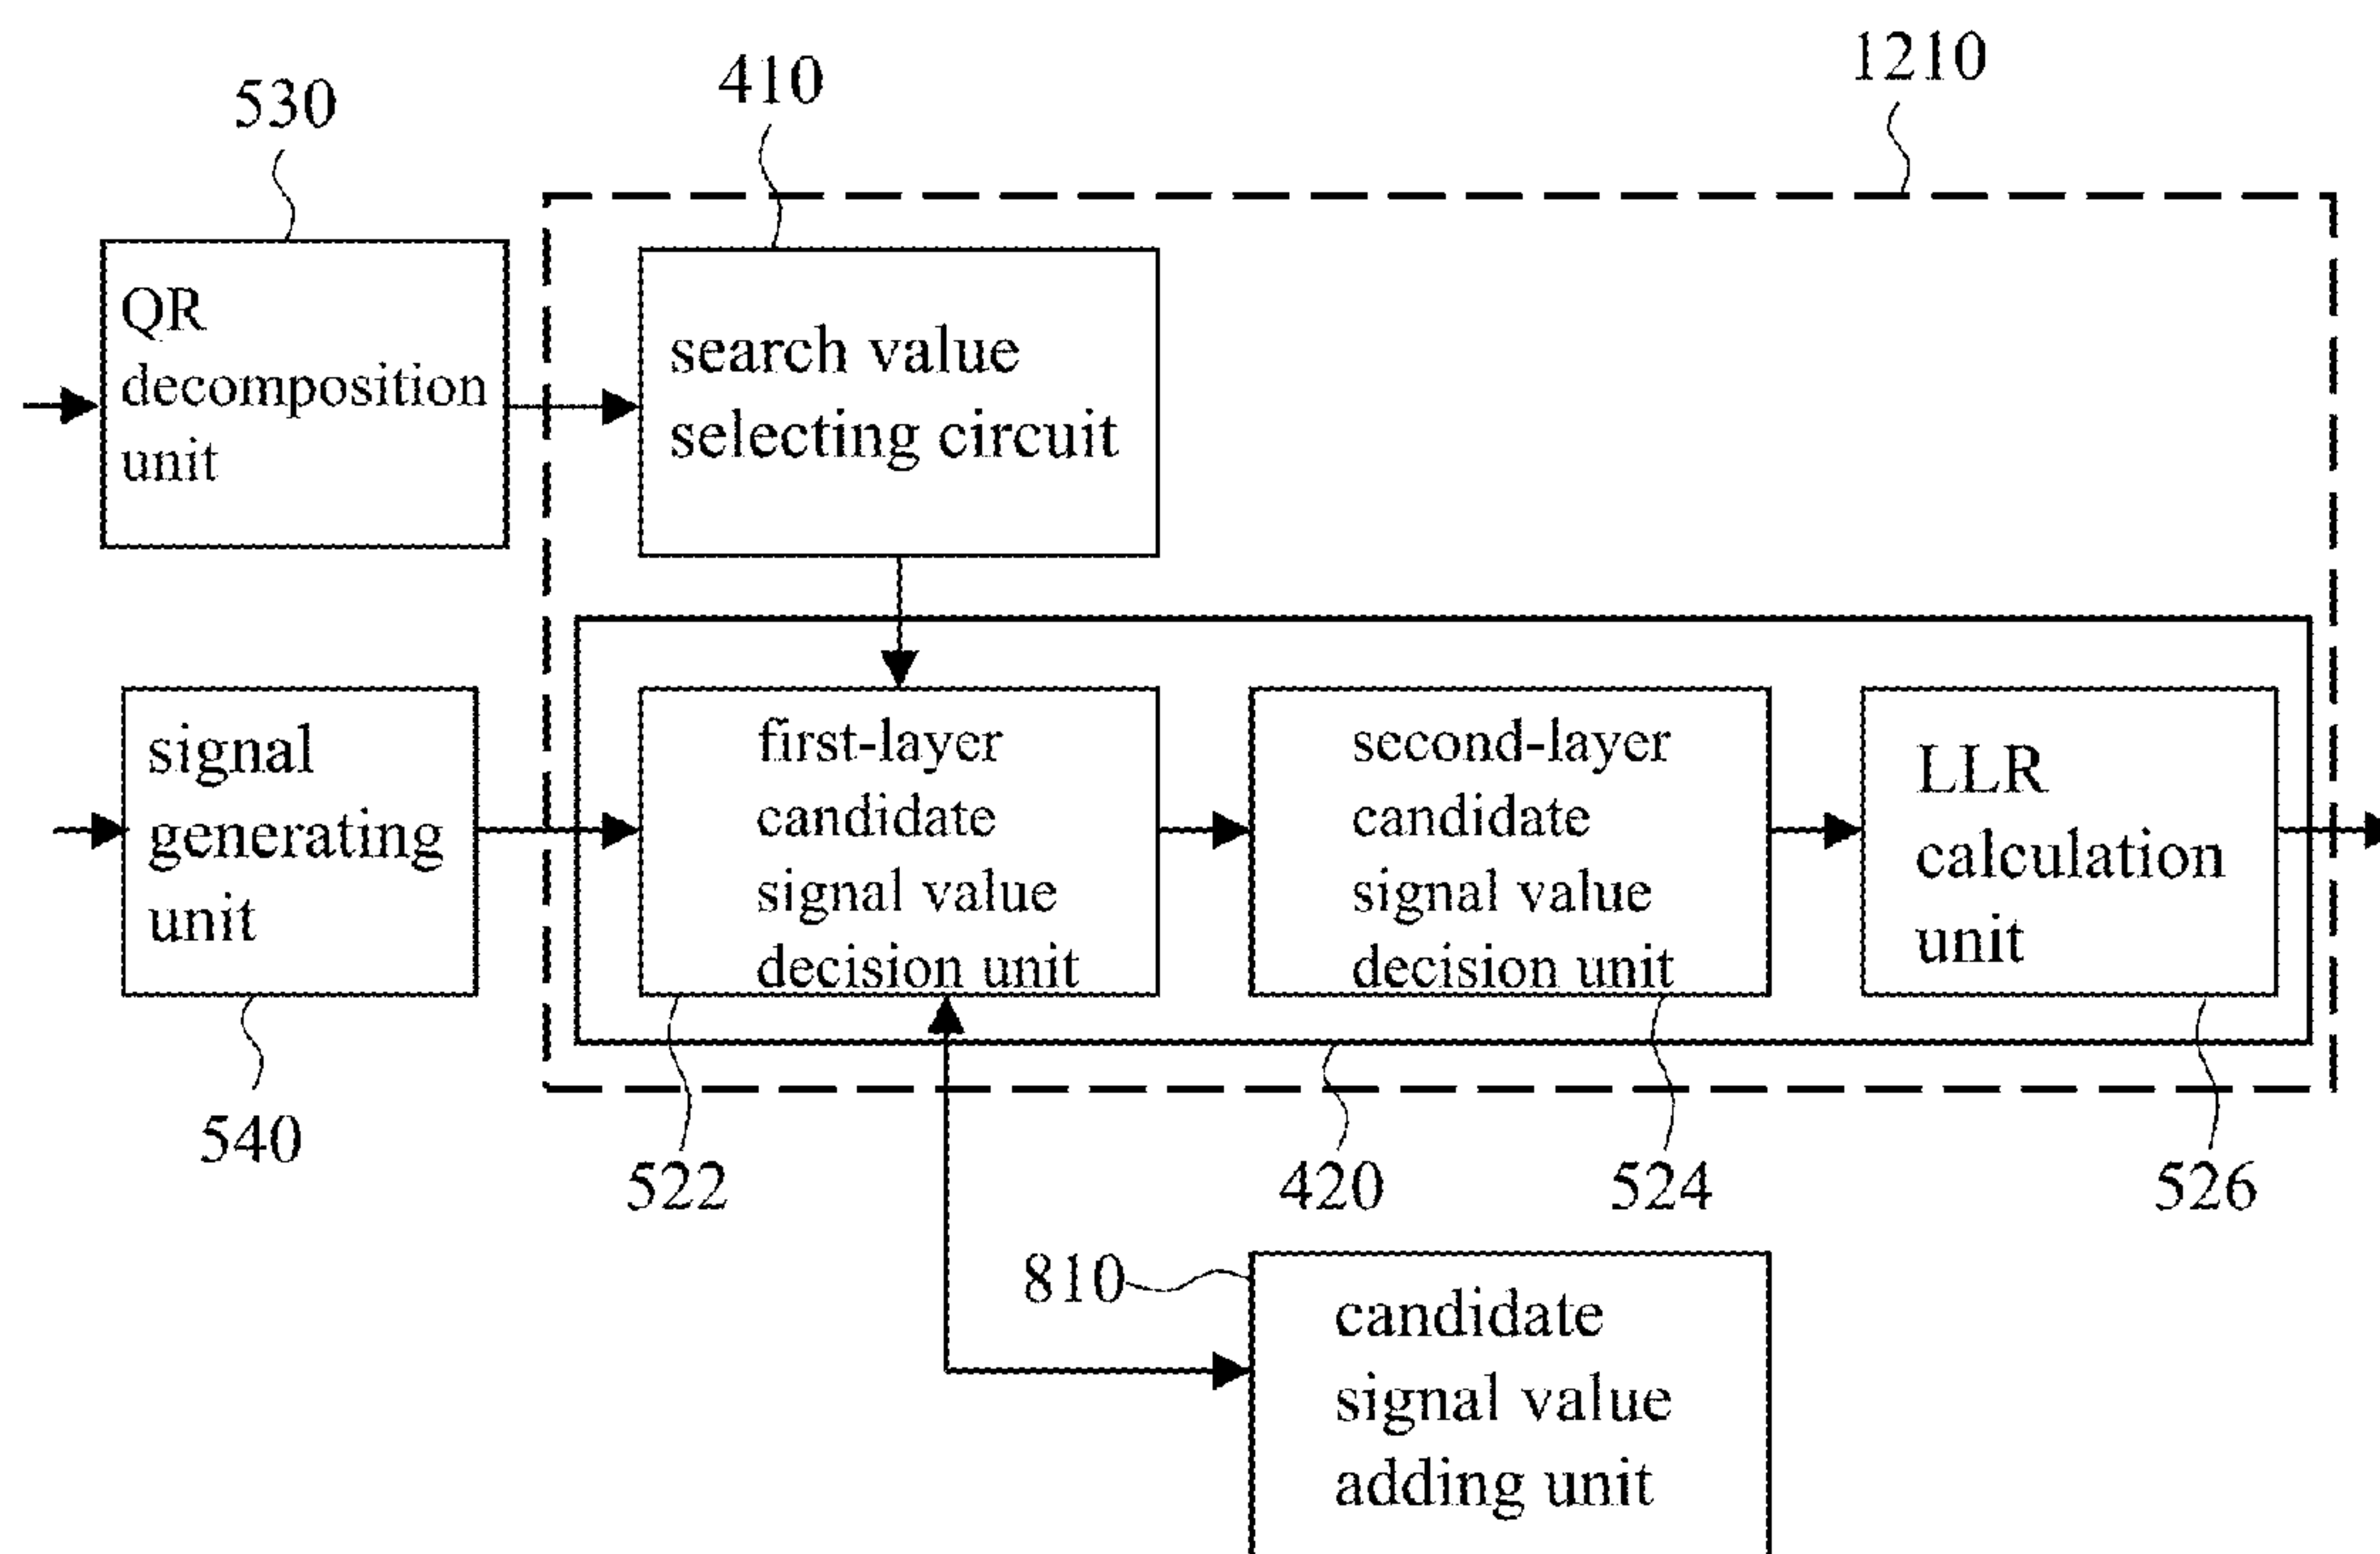 1210
410
530
QR
decomposition
unit
search value
selecting circuit
signal
generating
unit
first-layer
candidate
signal value
decision unit
second-layer
candidate
signal value
decision unit
LLR
calculation
unit
540
522
420
524
526
810
candidate
signal value
adding unit